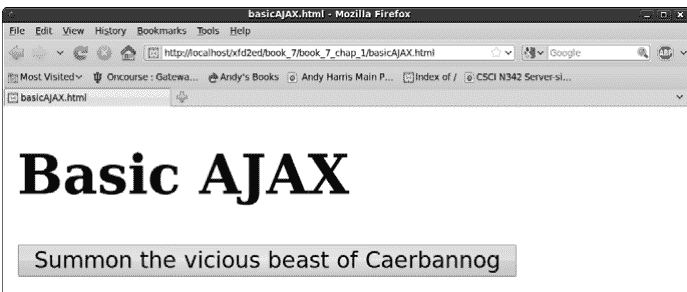 basicAJAX.html - Mozilla Firefox
File Edit View History Bookmarks Tools Help
http://localhost/xfd2ed/book_7/book_7_chap_1/basicAJAX.html Google ABP
Most Visited Oncourse : Gatewa... Andy's Books Andy Harris Main P... Index of / CSCI N342 Server-si...
basicAJAX.html
Basic AJAX
Summon the vicious beast of Caerbannog